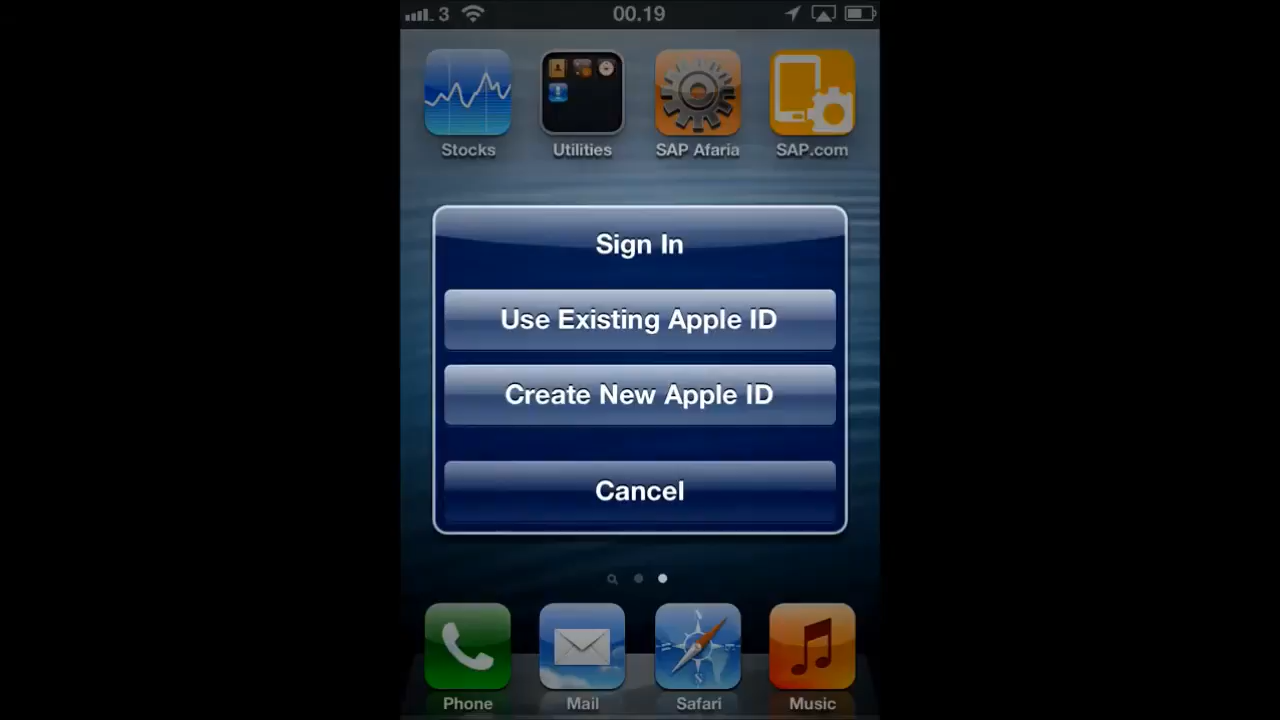 3 00.19
Stocks Utilities SAP Afaria SAP.com
Sign In
Use Existing Apple ID
Create New Apple ID
Cancel
Phone Mail Safari Music